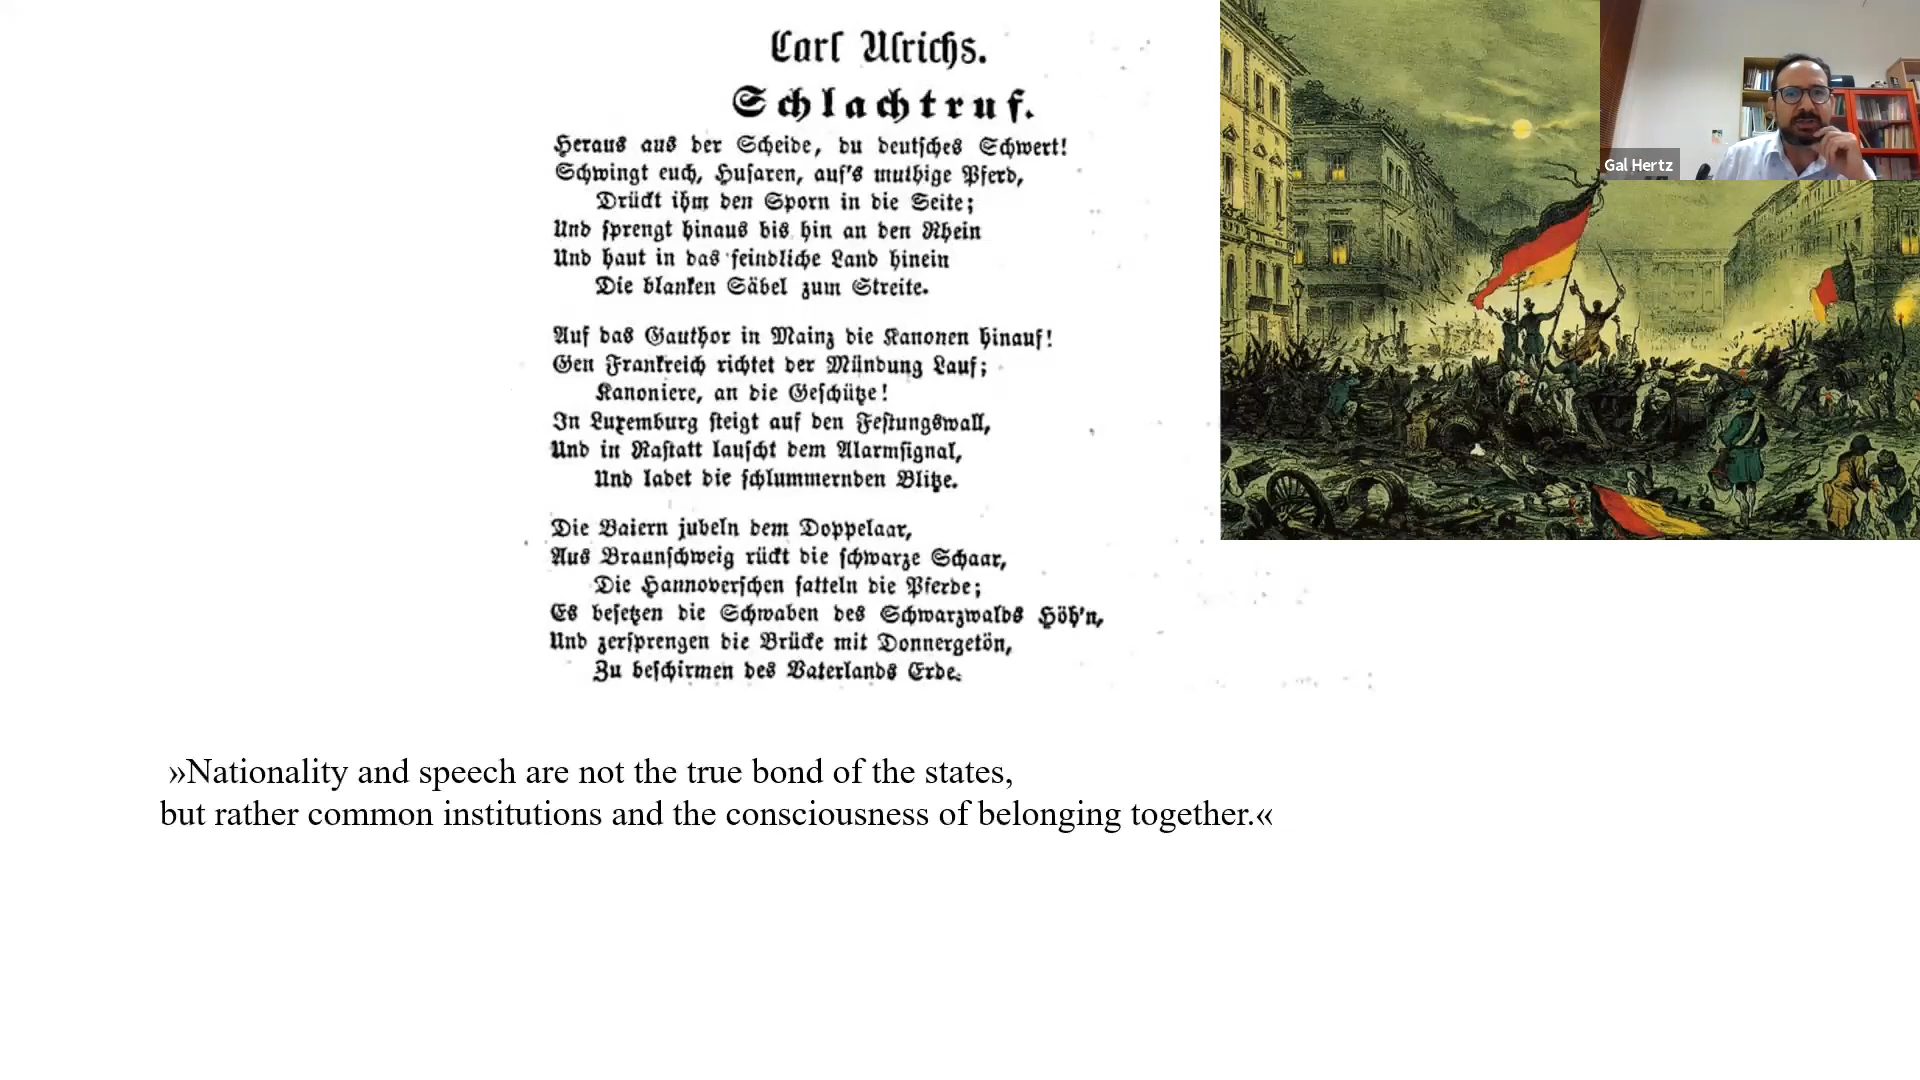 Carl Ulrichs.
Schlachtruf.
Heraus aus der Scheide, du deutsches Schwert!
Schwingt euch, Husaren, auf's muthige Pferd,
Drückt ihm den Sporn in die Seite;
Und sprengt hinaus bis hin an den Rhein
Und haut in das feindliche Land hinein
Die blanken Säbel zum Streite.
Auf das Gauthor in Mainz die Kanonen hinauf!
Gen Frankreich richtet der Mündung Lauf;
Kanoniere, an die Geschütze!
In Luxemburg steigt auf den Festungswall,
Und in Rastatt lauscht dem Alarmsignal,
Und ladet die schlummernden Blitze.
Die Baiern jubeln dem Doppelaar,
Aus Braunschweig rückt die schwarze Schaar,
Die Hannoverschen satteln die Pferde;
Es besetzen die Schwaben des Schwarzwalds Höh'n,
Und zersprengen die Brücke mit Donnergetön,
Zu beschirmen des Vaterlands Erde.
Gal Hertz
»Nationality and speech are not the true bond of the states,
but rather common institutions and the consciousness of belonging together.«